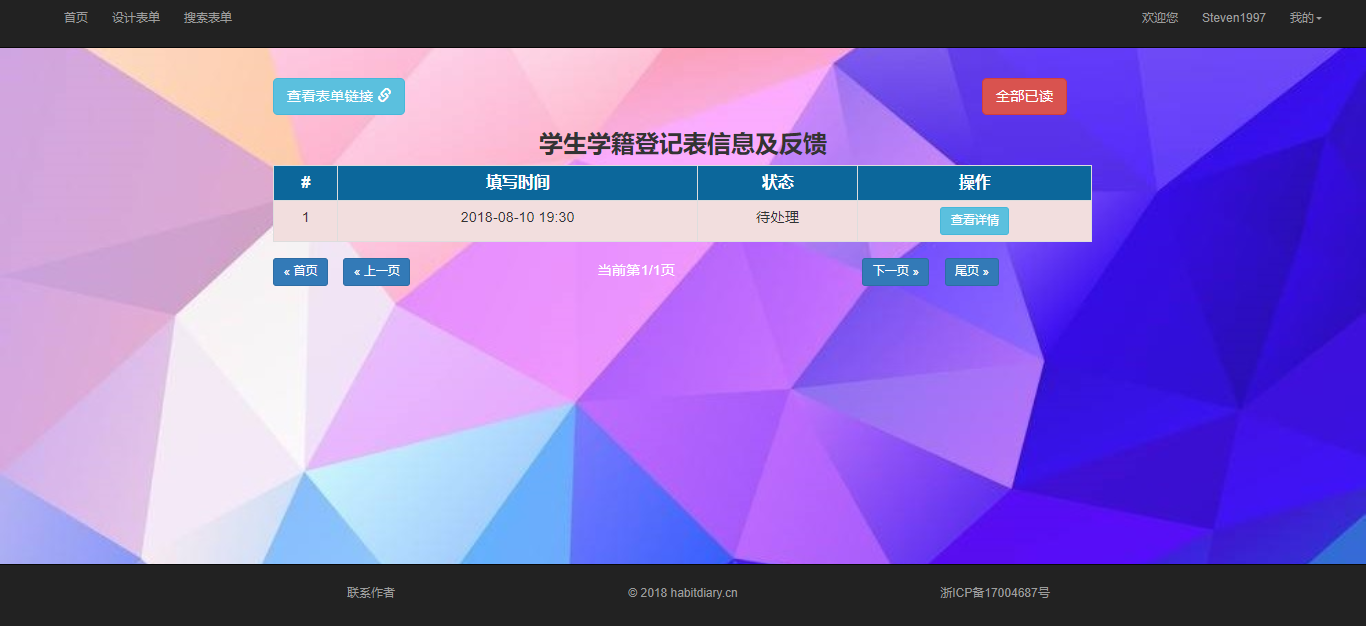 首页 设计表单 搜索表单 欢迎您 Steven1997 我的
查看表单链接 全部已读
学生学籍登记表信息及反馈
# 填写时间 状态 操作
1 2018-08-10 19:30 待处理 查看详情
« 首页 « 上一页 当前第1/1页 下一页 » 尾页 »
联系作者 © 2018 habitdiary.cn 浙ICP备17004687号